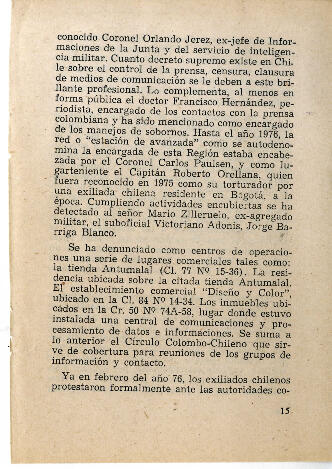 conocido Coronel Orlando Jerez, ex-jefe de Infor-
maciones de la Junta y del servicio de inteligen-
cia militar. Cuanto decreto supremo existe en Chi-
le sobre el control de la prensa, censura, clausura
de medios de comunicación se le deben a este bri-
llante profesional. Lo complementa, al menos en
forma pública el doctor Francisco Hernández, pe-
riodista, encargado de los contactos con la prensa
colombiana y ha sido mencionado como encargado
de los manejos de sobornos. Hasta el año 1976, la
red o "estación de avanzada" como se autodeno-
mina la encargada de esta Región estaba encabe-
zada por el Coronel Carlos Paulsen, y como lu-
garteniente el Capitán Roberto Orellana, quien
fuera reconocido en 1975 como su torturador por
una exiliada chilena residente en Bogotá, a la
época. Cumpliendo actividades encubiertas se ha
detectado al señor Mario Zilleruelo, ex-agregado
militar, el suboficial Victoriano Adonis, Jorge Ba-
rriga Blanco.
Se ha denunciado como centros de operacio-
nes una serie de lugares comerciales tales como:
la tienda Antumalal (Cl. 77 Nº 15-36). La resi-
dencia ubicada sobre la citada tienda Antumalal.
El establecimiento comercial "Diseño y Color",
ubicado en la Cl. 84 Nº 14-34. Los inmuebles ubi-
cados en la Cr. 50 Nº 74A-58, lugar donde estuvo
instalada una central de comunicaciones y pro-
cesamiento de datos e informaciones. Se suma a
lo anterior el Círculo Colombo-Chileno que sir-
ve de cobertura para reuniones de los grupos de
información y contacto.
Ya en febrero del año 76, los exiliados chilenos
protestaron formalmente ante las autoridades co-
15